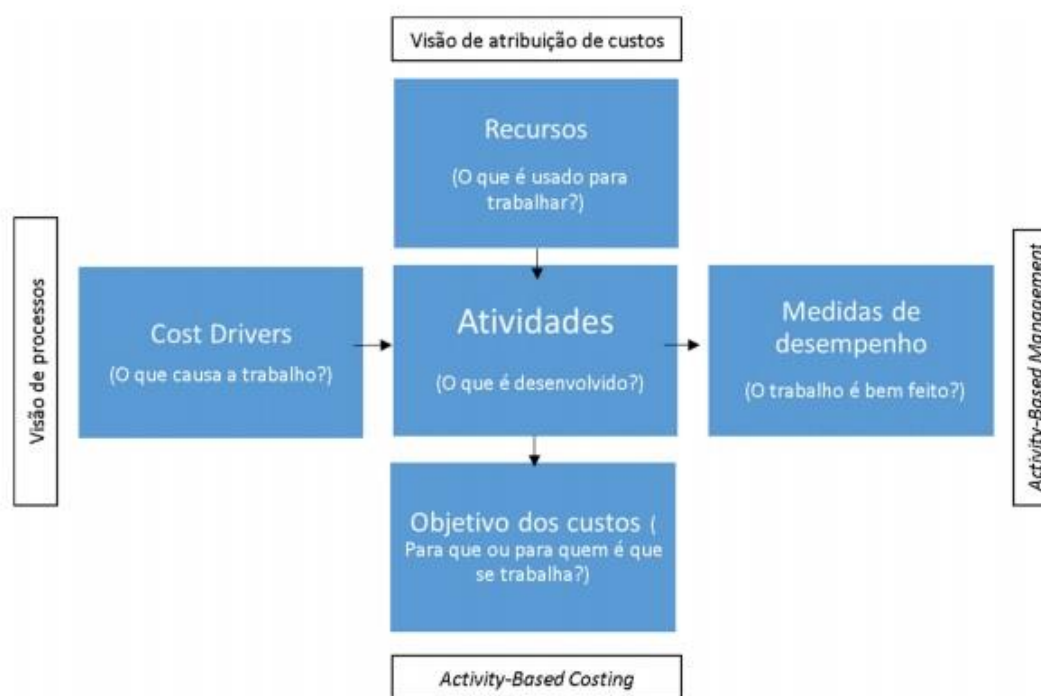 Visão de atribuição de custos
Recursos
(O que é usado para
trabalhar?)
Visão de processos
Cost Drivers
(O que causa a trabalho?)
Atividades
(O que é desenvolvido?)
Medidas de
desempenho
(O trabalho é bem feito?)
Activity-Based Management
Objetivo dos custos (
Para que ou para quem é que
se trabalha?)
Activity-Based Costing